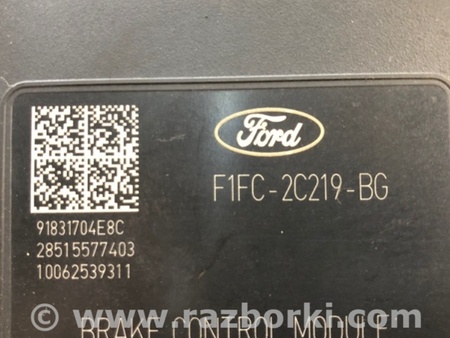 Ford
F1FC-2C219-BG
91831704E8C
28515577403
10062539311
BRAKE CONTROL MODULE
www.razborki.com